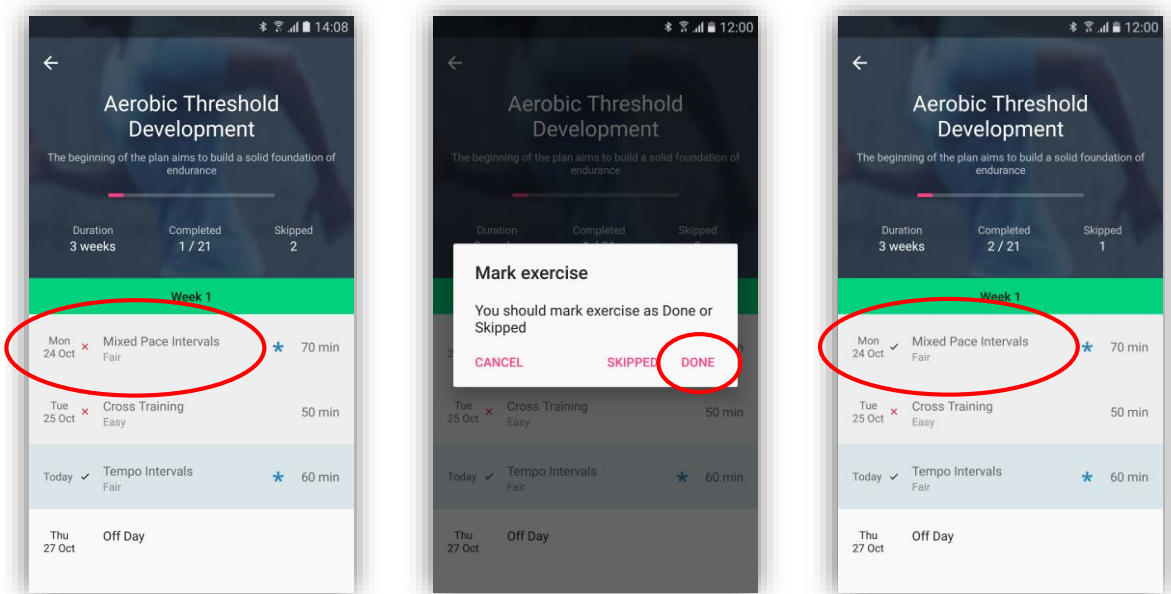 14:08
Aerobic Threshold
Development
The beginning of the plan aims to build a solid foundation of
endurance
Duration
Completed
Skipped
3 weeks
1 / 21
2
Week 1
Mon
24 Oct
Mixed Pace Intervals
Fair
70 min
Tue
25 Oct
Cross Training
Easy
50 min
Today
Tempo Intervals
Fair
60 min
Thu
27 Oct
Off Day
12:00
Aerobic Threshold
Development
The beginning of the plan aims to build a solid foundation of
endurance
Duration
Completed
Skipped
Mark exercise
You should mark exercise as Done or
Skipped
CANCEL
SKIPPED
DONE
Tue
25 Oct
Cross Training
Easy
50 min
Today
Tempo Intervals
Fair
60 min
Thu
27 Oct
Off Day
12:00
Aerobic Threshold
Development
The beginning of the plan aims to build a solid foundation of
endurance
Duration
Completed
Skipped
3 weeks
2 / 21
1
Week 1
Mon
24 Oct
Mixed Pace Intervals
Fair
70 min
Tue
25 Oct
Cross Training
Easy
50 min
Today
Tempo Intervals
Fair
60 min
Thu
27 Oct
Off Day